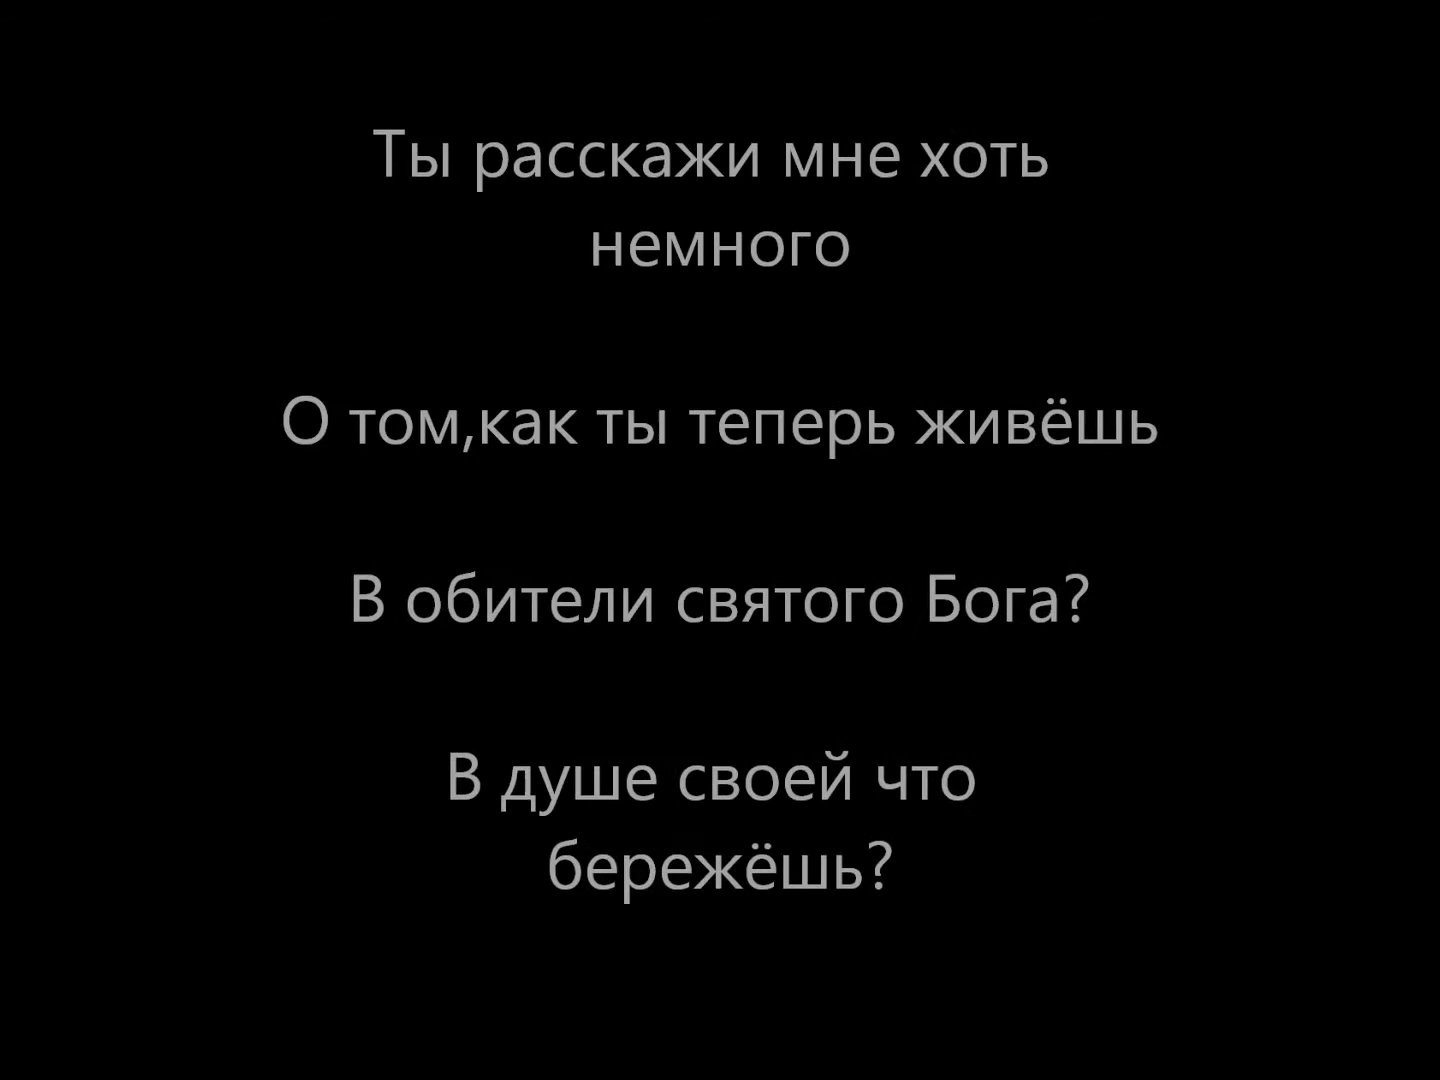 Ты расскажи мне хоть
немного
О том,как ты теперь живёшь
В обители святого Бога?
В душе своей что
бережёшь?